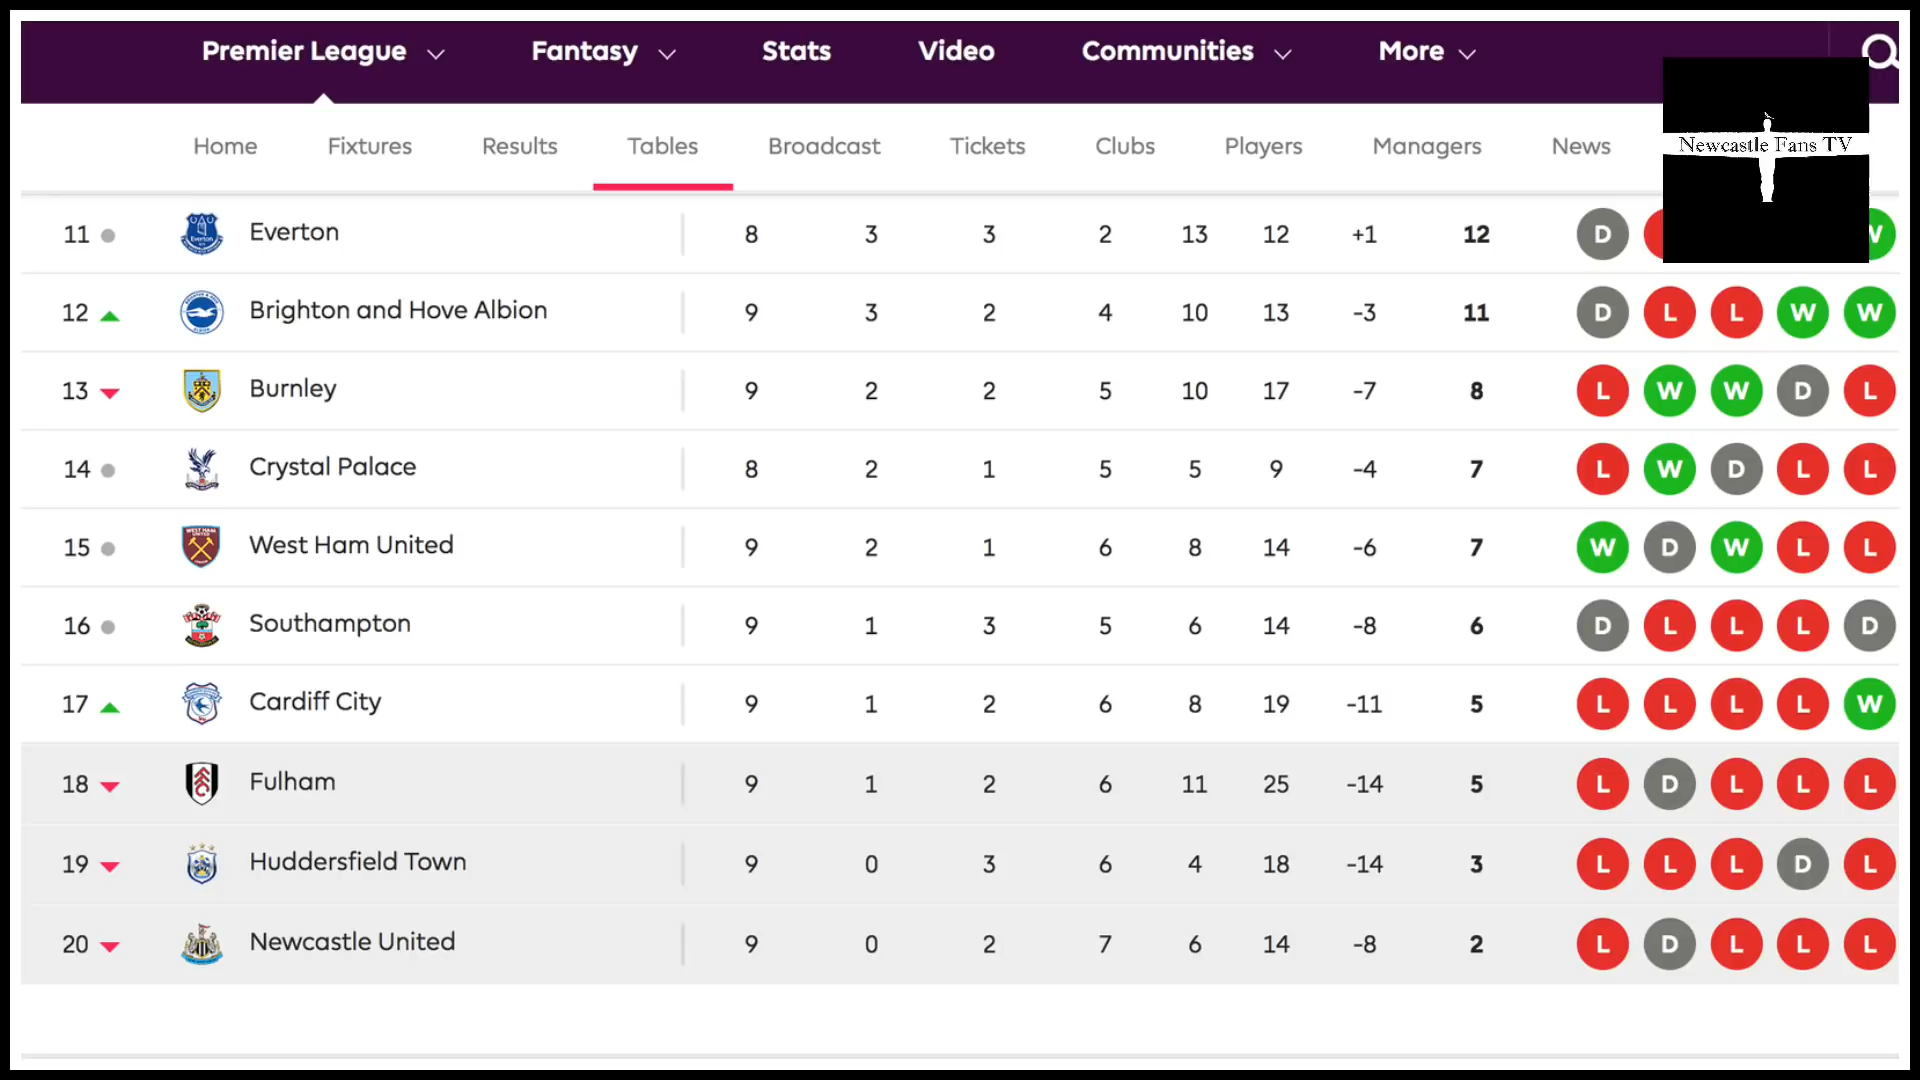 Premier League Fantasy Stats Video Communities More
Home Fixtures Results Tables Broadcast Tickets Clubs Players Managers News
Newcastle Fans TV
11 Everton 8 3 3 2 13 12 +1 12 D
12 Brighton and Hove Albion 9 3 2 4 10 13 -3 11 D L L W W
13 Burnley 9 2 2 5 10 17 -7 8 L W W D L
14 Crystal Palace 8 2 1 5 5 9 -4 7 L W D L L
15 West Ham United 9 2 1 6 8 14 -6 7 W D W L L
16 Southampton 9 1 3 5 6 14 -8 6 D L L L D
17 Cardiff City 9 1 2 6 8 19 -11 5 L L L L W
18 Fulham 9 1 2 6 11 25 -14 5 L D L L L
19 Huddersfield Town 9 0 3 6 4 18 -14 3 L L L D L
20 Newcastle United 9 0 2 7 6 14 -8 2 L D L L L